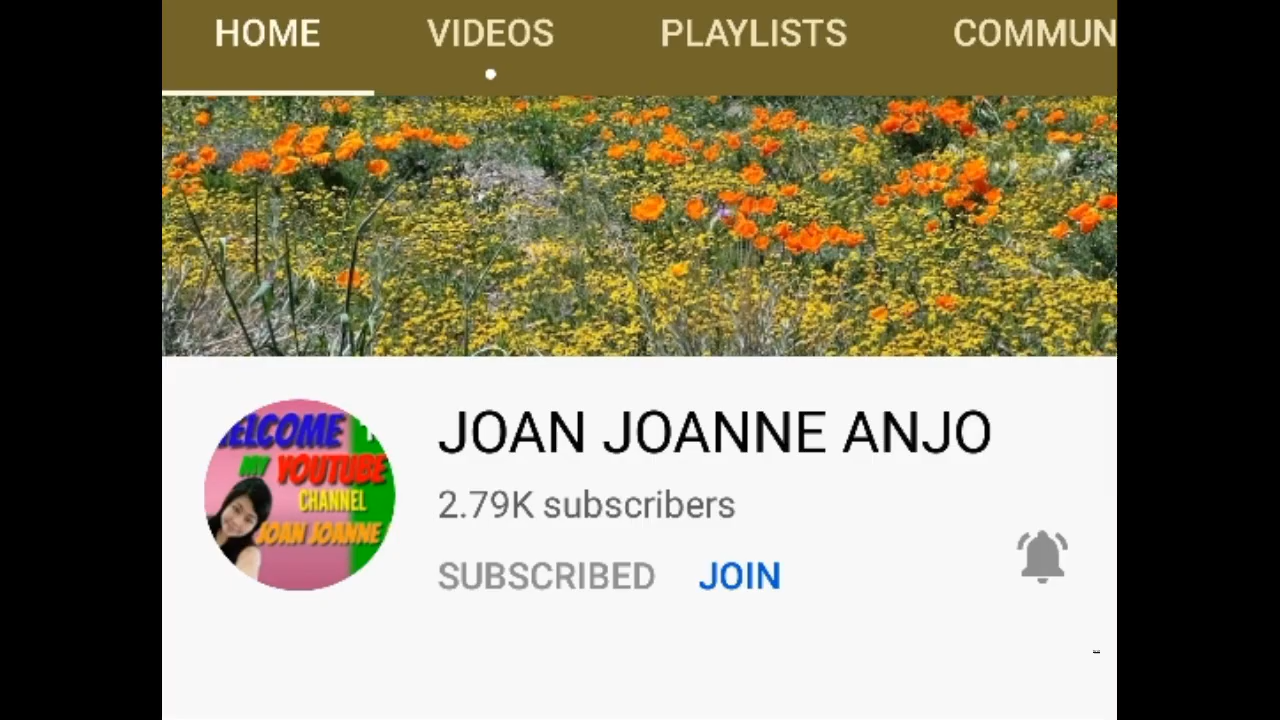 HOME VIDEOS PLAYLISTS COMMUN
JOAN JOANNE ANJO
2.79K subscribers
SUBSCRIBED JOIN
ELCOME
MY YOUTUBE
CHANNEL
JOAN JOANNE